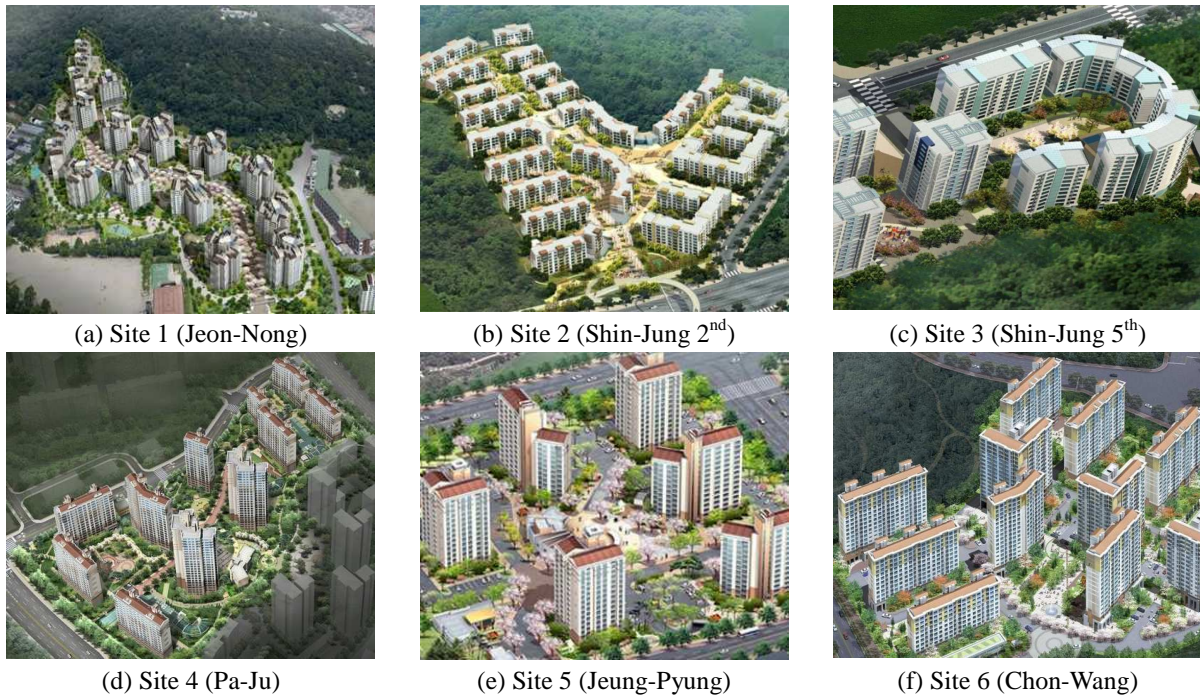 (a) Site 1 (Jeon-Nong)
(b) Site 2 (Shin-Jung 2nd)
(c) Site 3 (Shin-Jung 5th)
(d) Site 4 (Pa-Ju)
(e) Site 5 (Jeung-Pyung)
(f) Site 6 (Chon-Wang)